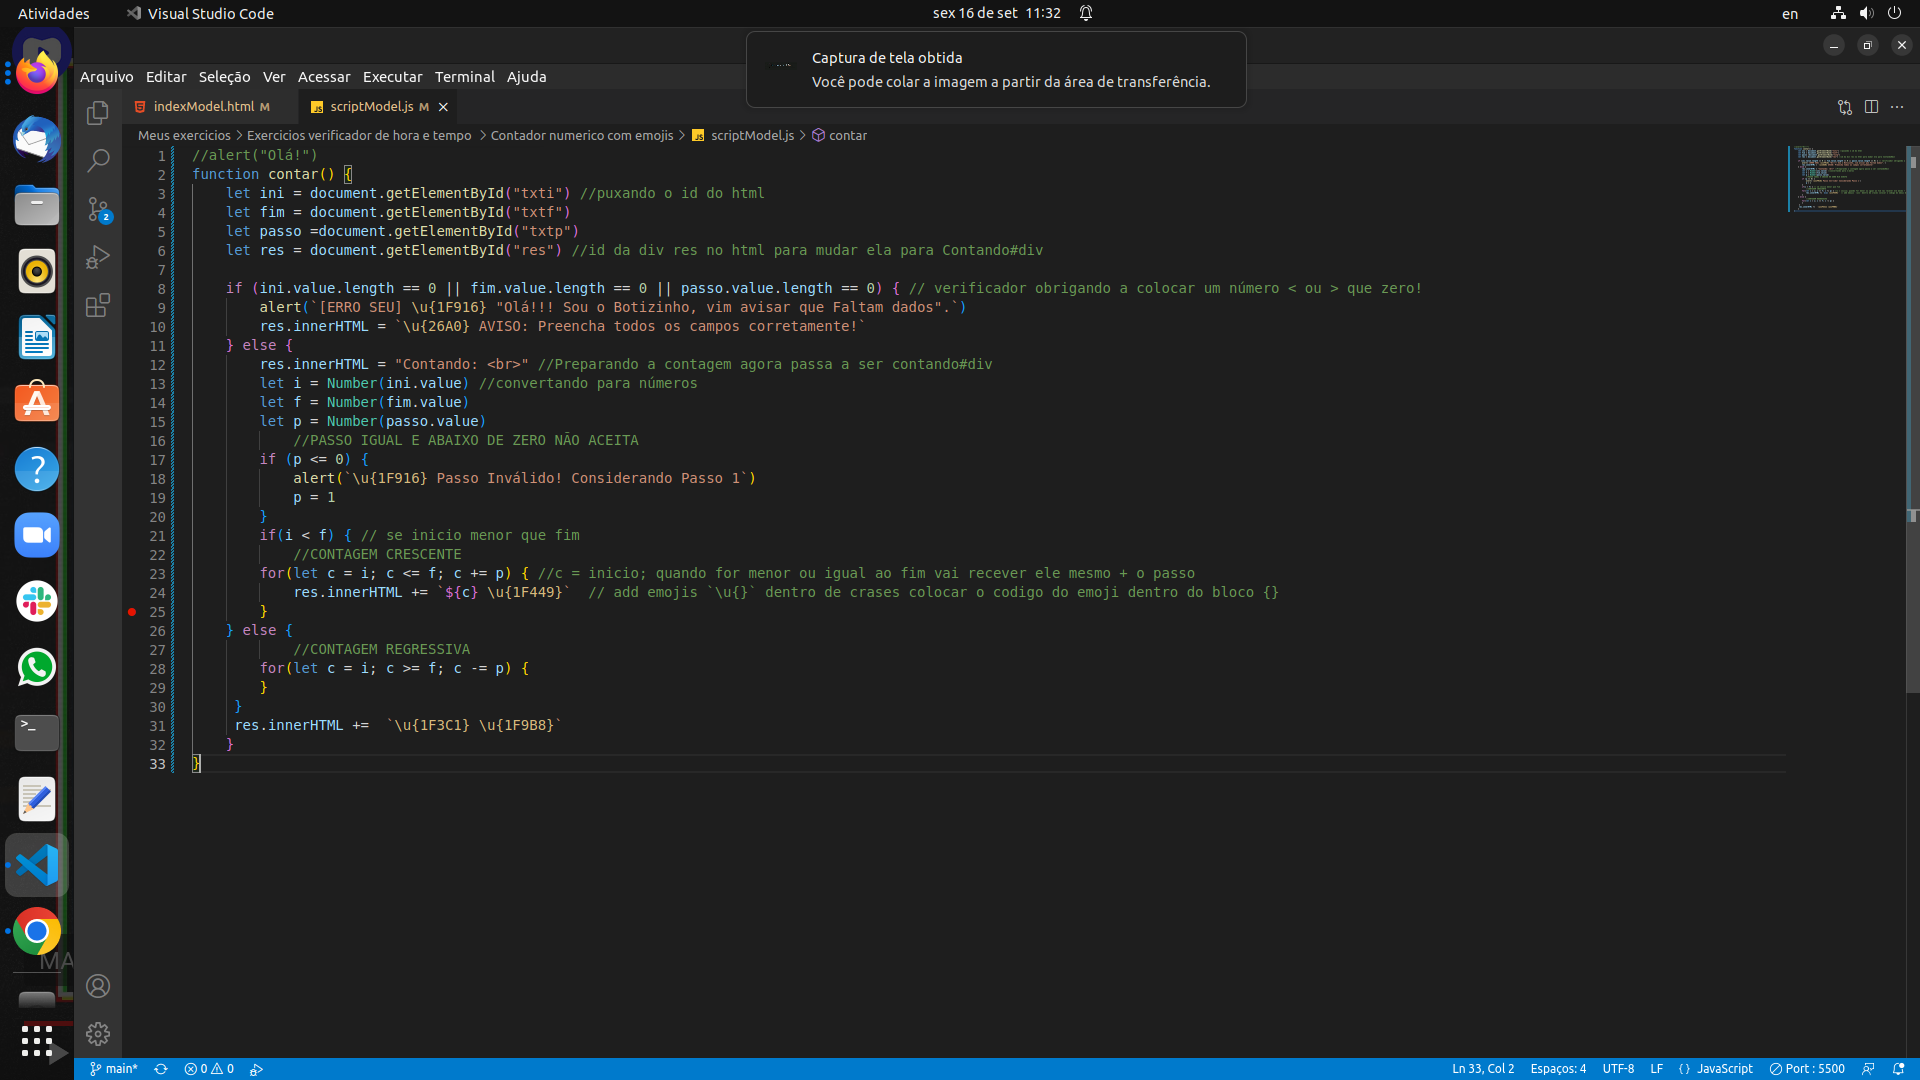 Atividades
Visual Studio Code
sex 16 de set 11:32
en
Captura de tela obtida
Você pode colar a imagem a partir da área de transferência.
Arquivo Editar Seleção Ver Acessar Executar Terminal Ajuda
indexModel.html M
scriptModel.js M
Meus exercicios > Exercicios verificador de hora e tempo > Contador numerico com emojis > scriptModel.js > contar
1 //alert("Olá!")
2 function contar() {
3 let ini = document.getElementById("txti") //puxando o id do html
4 let fim = document.getElementById("txtf")
5 let passo =document.getElementById("txtp")
6 let res = document.getElementById("res") //id da div res no html para mudar ela para Contando#div
7
8 if (ini.value.length == 0 || fim.value.length == 0 || passo.value.length == 0) { // verificador obrigando a colocar um número < ou > que zero!
9 alert(`[ERRO SEU] \u{1F916} "Olá!!! Sou o Botizinho, vim avisar que Faltam dados".`)
10 res.innerHTML = `\u{26A0} AVISO: Preencha todos os campos corretamente!`
11 } else {
12 res.innerHTML = "Contando: <br>" //Preparando a contagem agora passa a ser contando#div
13 let i = Number(ini.value) //convertando para números
14 let f = Number(fim.value)
15 let p = Number(passo.value)
16 //PASSO IGUAL E ABAIXO DE ZERO NÃO ACEITA
17 if (p <= 0) {
18 alert(`\u{1F916} Passo Inválido! Considerando Passo 1`)
19 p = 1
20 }
21 if(i < f) { // se inicio menor que fim
22 //CONTAGEM CRESCENTE
23 for(let c = i; c <= f; c += p) { //c = inicio; quando for menor ou igual ao fim vai recever ele mesmo + o passo
24 res.innerHTML += `${c} \u{1F449}` // add emojis `\u{}` dentro de crases colocar o codigo do emoji dentro do bloco {}
25 }
26 } else {
27 //CONTAGEM REGRESSIVA
28 for(let c = i; c >= f; c -= p) {
29 }
30 }
31 res.innerHTML += `\u{1F3C1} \u{1F9B8}`
32 }
33 }
2
MA
main*
0 0
Ln 33, Col 2
Espaços: 4
UTF-8
LF
{ } JavaScript
Port : 5500